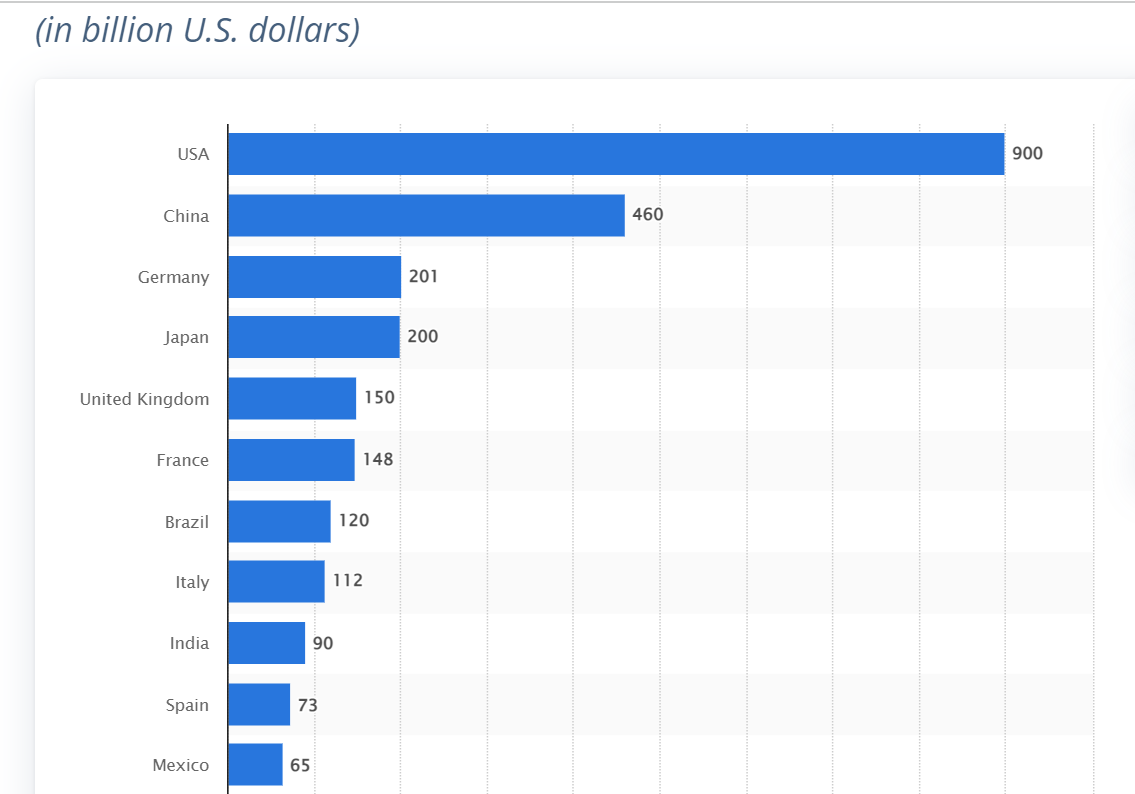 (in billion U.S. dollars)
USA 900
China 460
Germany 201
Japan 200
United Kingdom 150
France 148
Brazil 120
Italy 112
India 90
Spain 73
Mexico 65